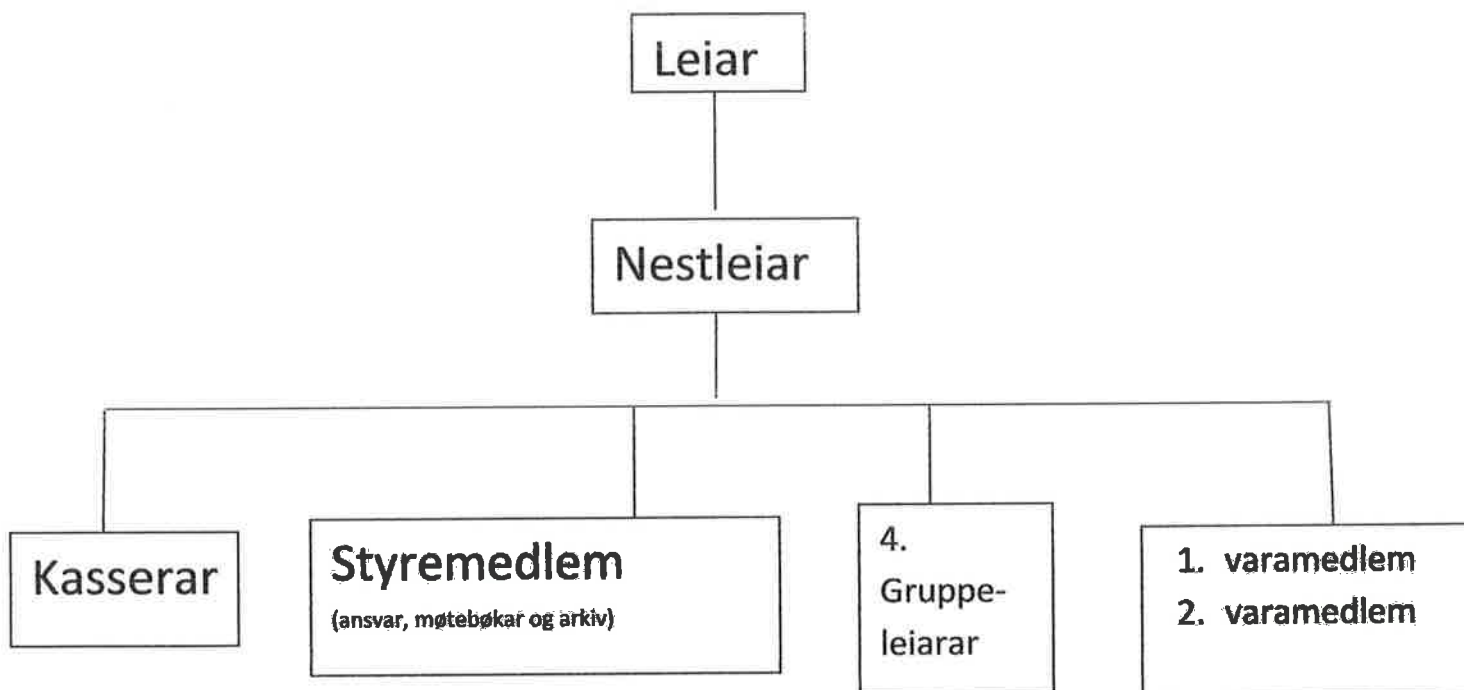 Leiar
Nestleiar
Kasserar
Styremedlem
(ansvar, møtebøkar og arkiv)
4.
Gruppe-
leiarar
1. varamedlem
2. varamedlem